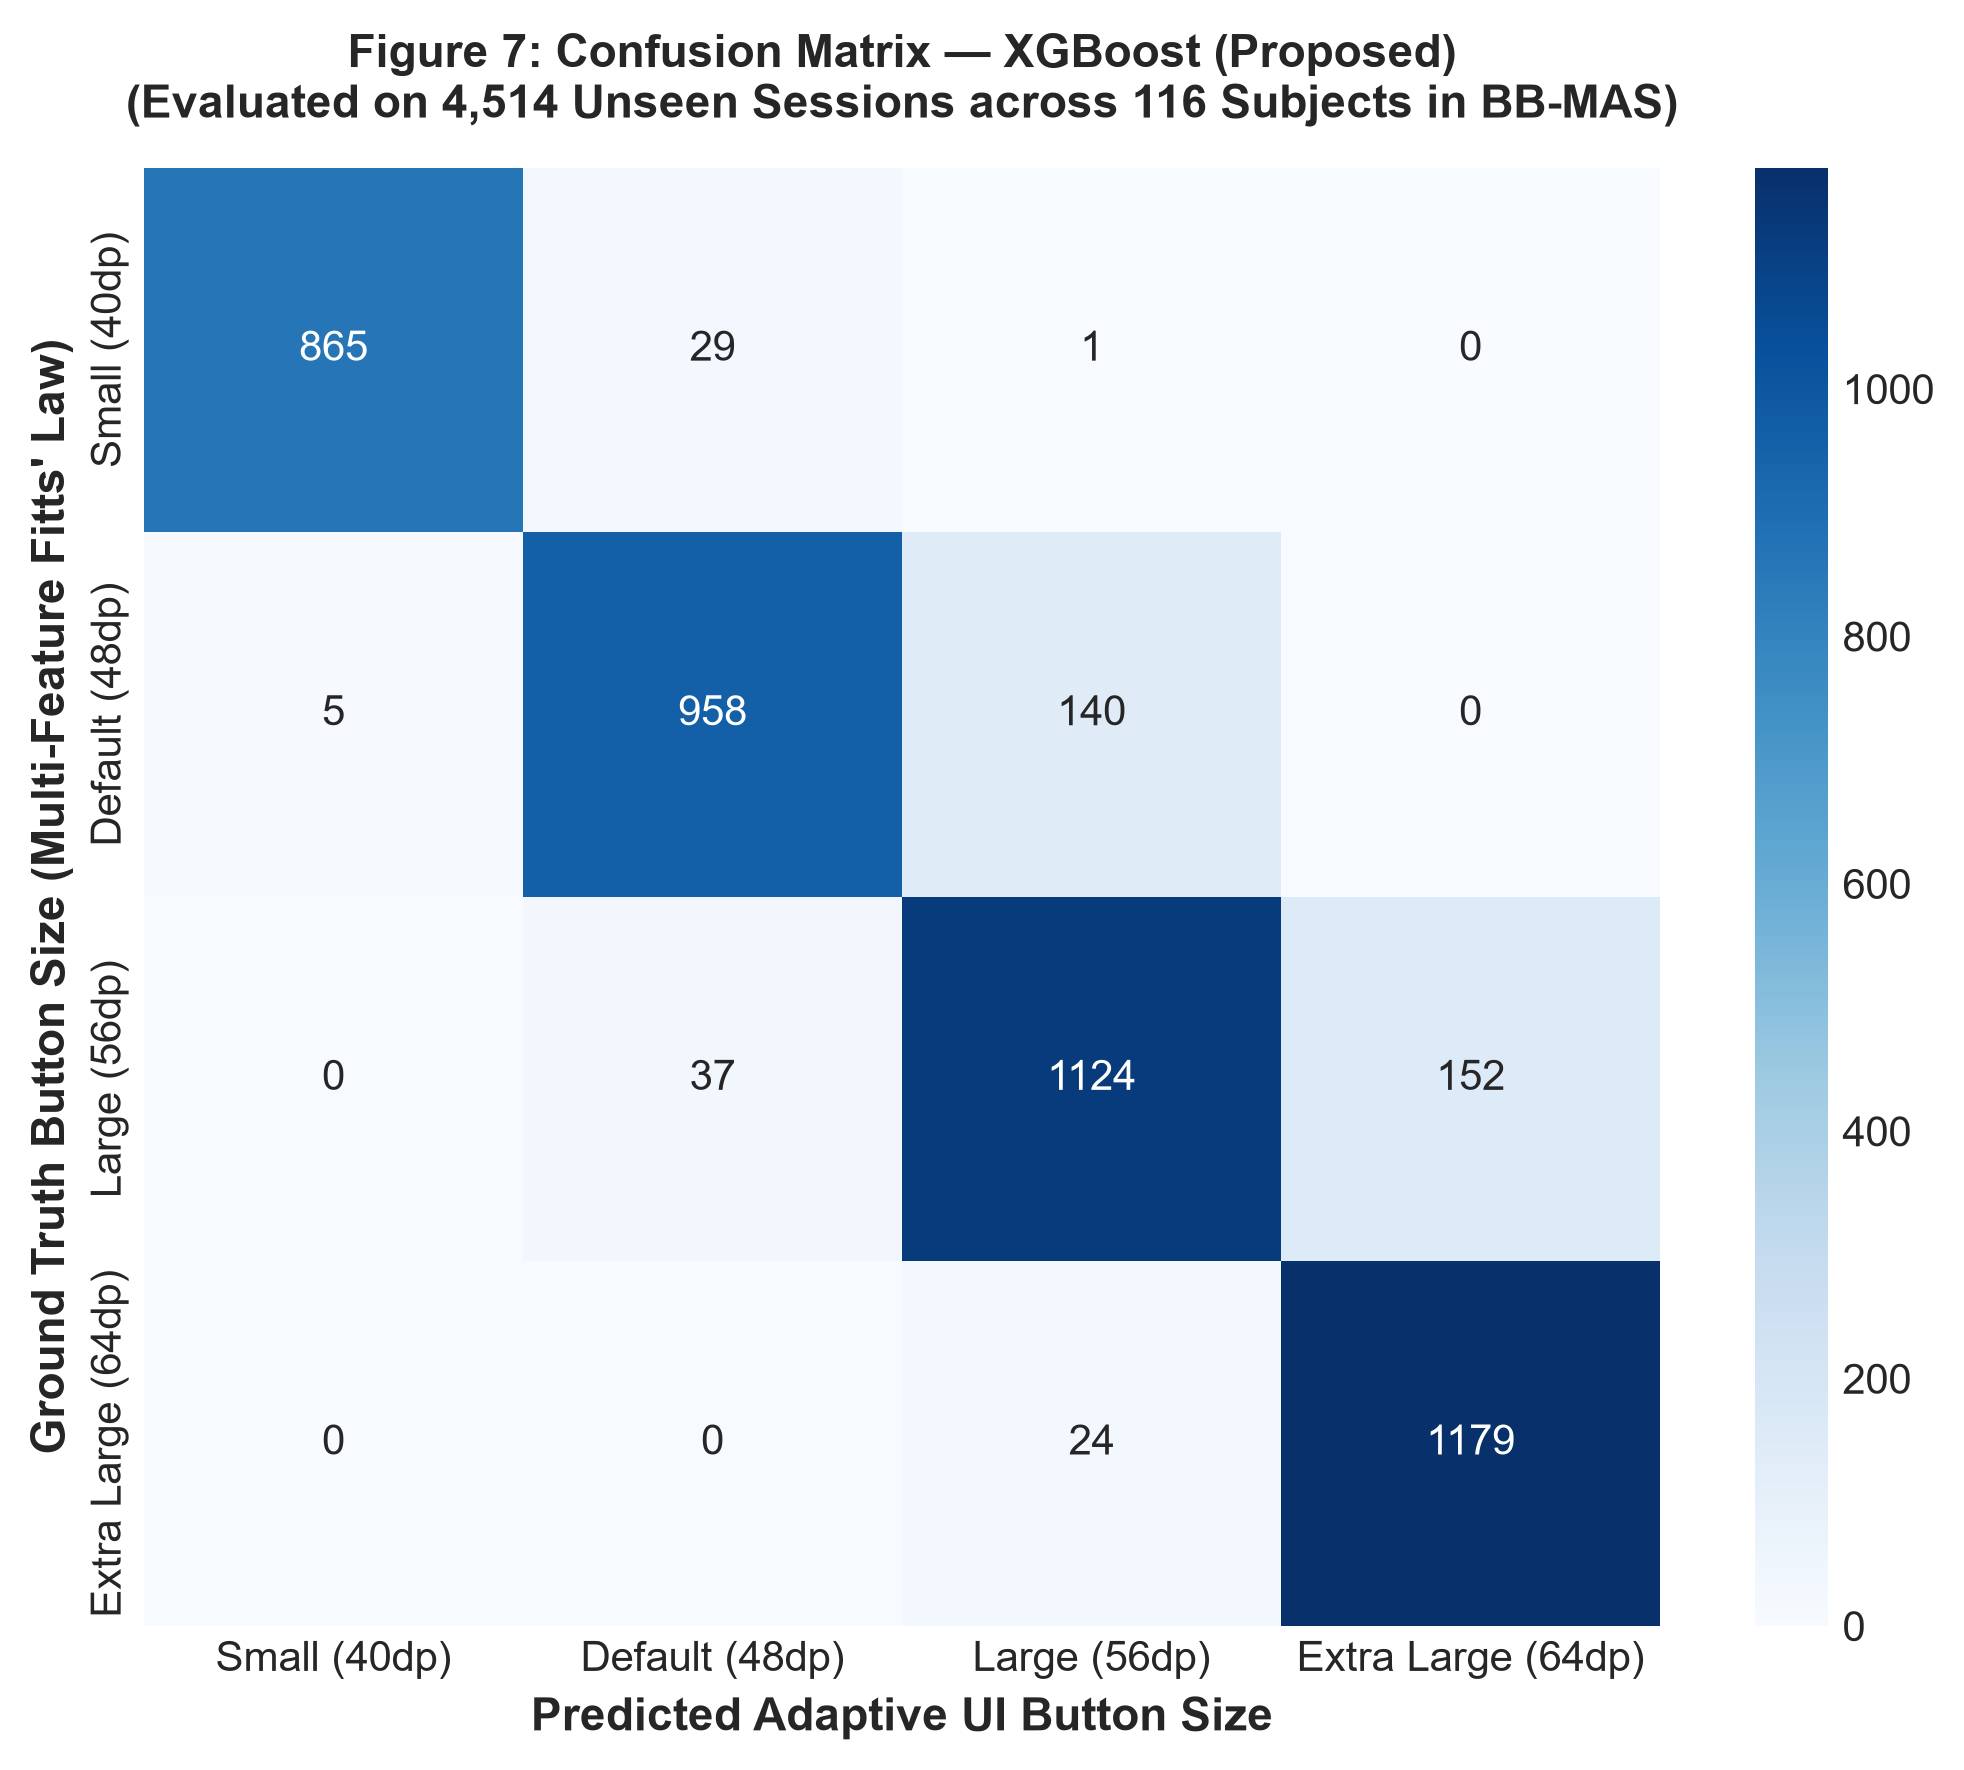 Figure 7: Confusion Matrix — XGBoost (Proposed)
(Evaluated on 4,514 Unseen Sessions across 116 Subjects in BB-MAS)
Ground Truth Button Size (Multi-Feature Fitts' Law)
Small (40dp)
865 29 1 0
Default (48dp)
5 958 140 0
Large (56dp)
0 37 1124 152
Extra Large (64dp)
0 0 24 1179
Small (40dp) Default (48dp) Large (56dp) Extra Large (64dp)
Predicted Adaptive UI Button Size
1000
800
600
400
200
0